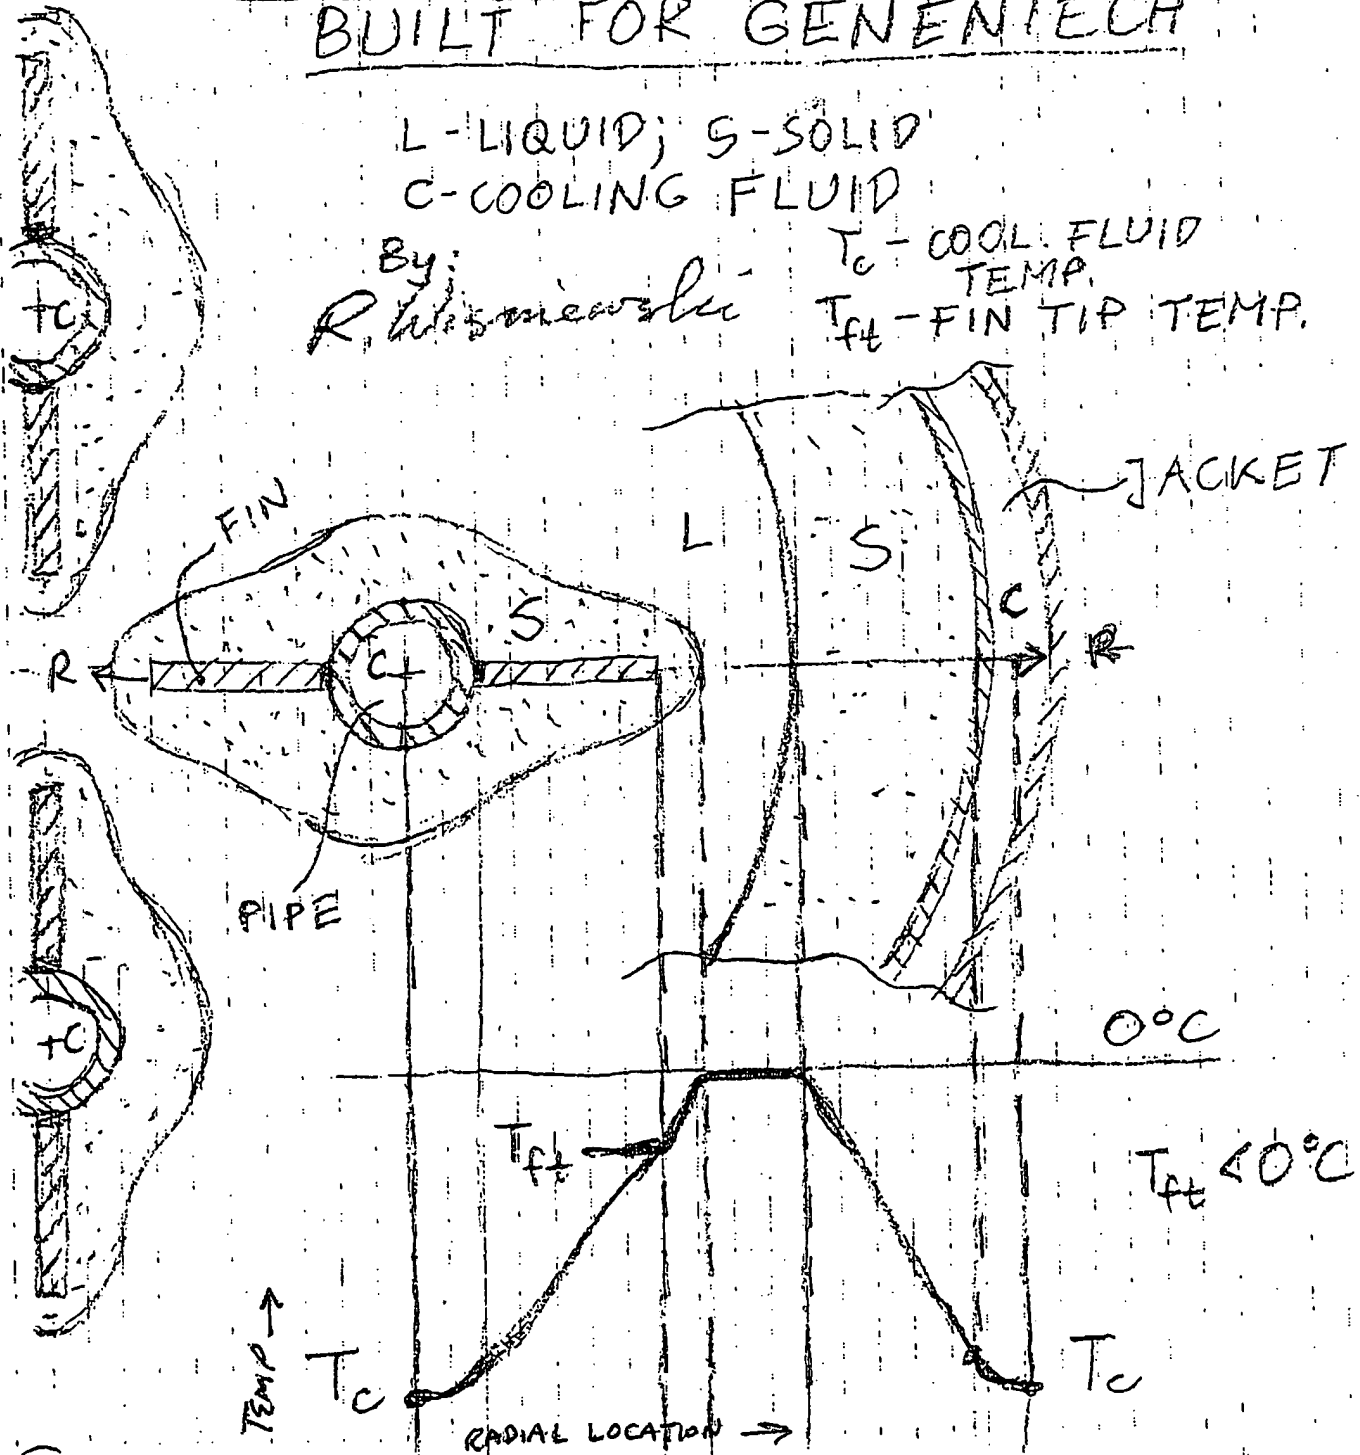 BUILT FOR GENENTECH
L-LIQUID; S-SOLID
C-COOLING FLUID
By:
R. Wisniewski
Tc - COOL. FLUID
TEMP.
Tft - FIN TIP TEMP.
+C
JACKET
FIN
L
S
S
C
R
C+
R
PIPE
+C
0°C
Tft
Tft <0°C
TEMP →
Tc
Tc
RADIAL LOCATION →